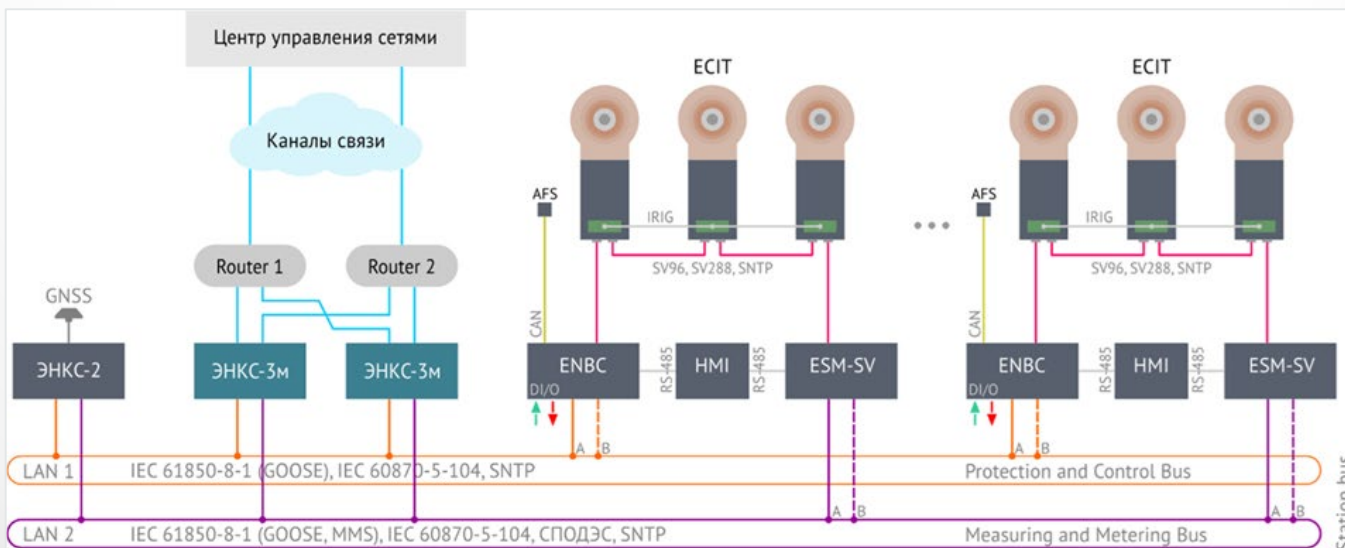 Центр управления сетями
Каналы связи
Router 1
Router 2
GNSS
ЭНКС-2
ЭНКС-3м
ЭНКС-3м
ECIT
ECIT
AFS
IRIG
SV96, SV288, SNTP
CAN
ENBC
DI/O
RS-485
HMI
RS-485
ESM-SV
AFS
IRIG
SV96, SV288, SNTP
CAN
ENBC
DI/O
RS-485
HMI
RS-485
ESM-SV
A
B
A
B
LAN 1
IEC 61850-8-1 (GOOSE), IEC 60870-5-104, SNTP
Protection and Control Bus
A
B
A
B
LAN 2
IEC 61850-8-1 (GOOSE, MMS), IEC 60870-5-104, СПОДЭС, SNTP
Measuring and Metering Bus
Station bus